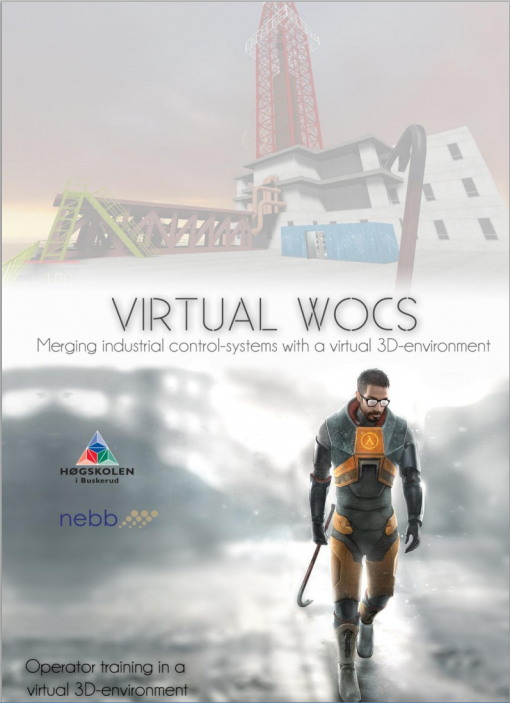 VIRTUAL WOCS
Merging industrial control-systems with a virtual 3D-environment
HØGSKOLEN
i Buskerud
nebb
Operator training in a
virtual 3D-environment